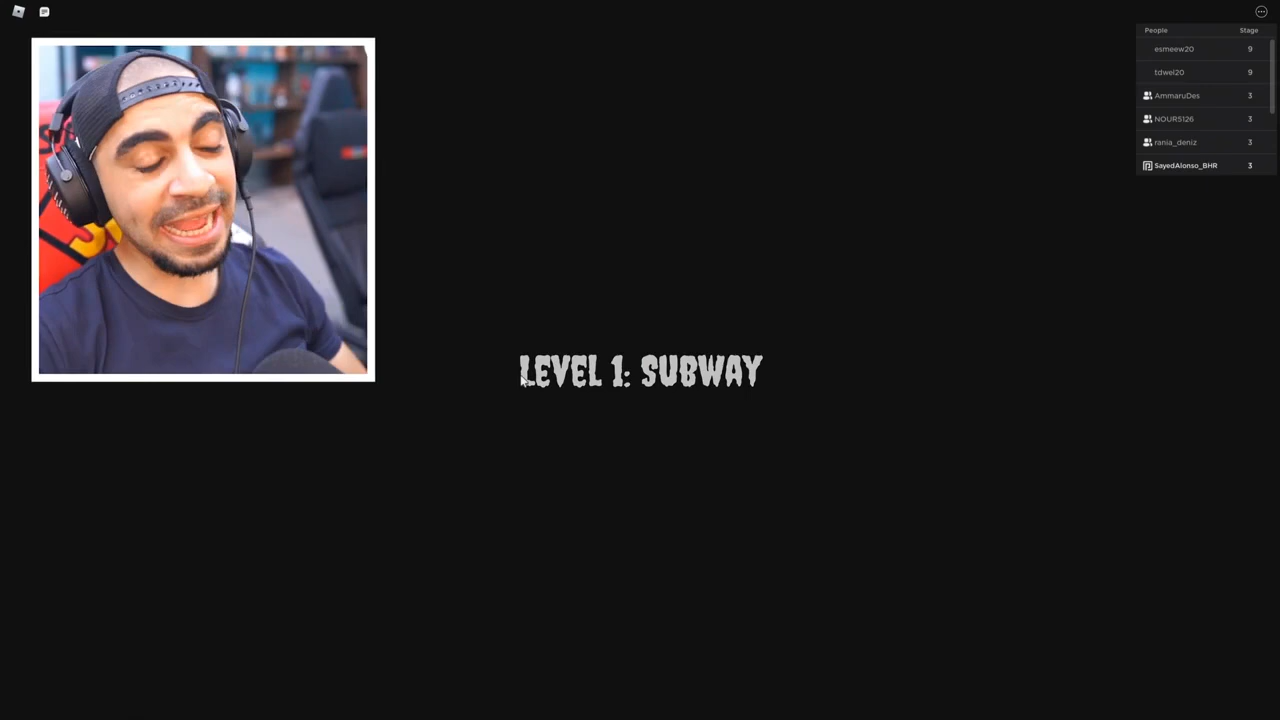 People Stage
esmeew20 9
tdwel20 9
AmmaruDes 3
NOUR5126 3
rania_deniz 3
SayedAlonso_BHR 3
LEVEL 1: SUBWAY